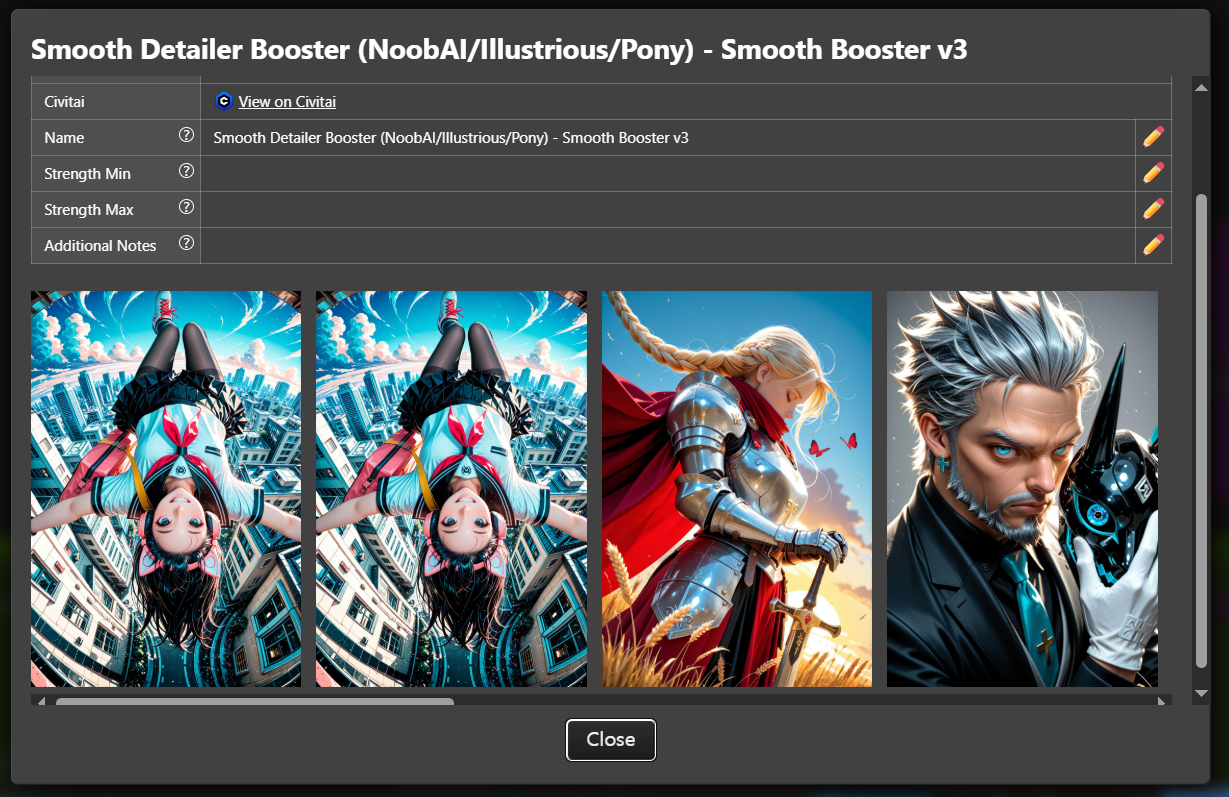 Smooth Detailer Booster (NoobAI/Illustrious/Pony) - Smooth Booster v3
Civitai
View on Civitai
Name
Smooth Detailer Booster (NoobAI/Illustrious/Pony) - Smooth Booster v3
Strength Min
Strength Max
Additional Notes
Close